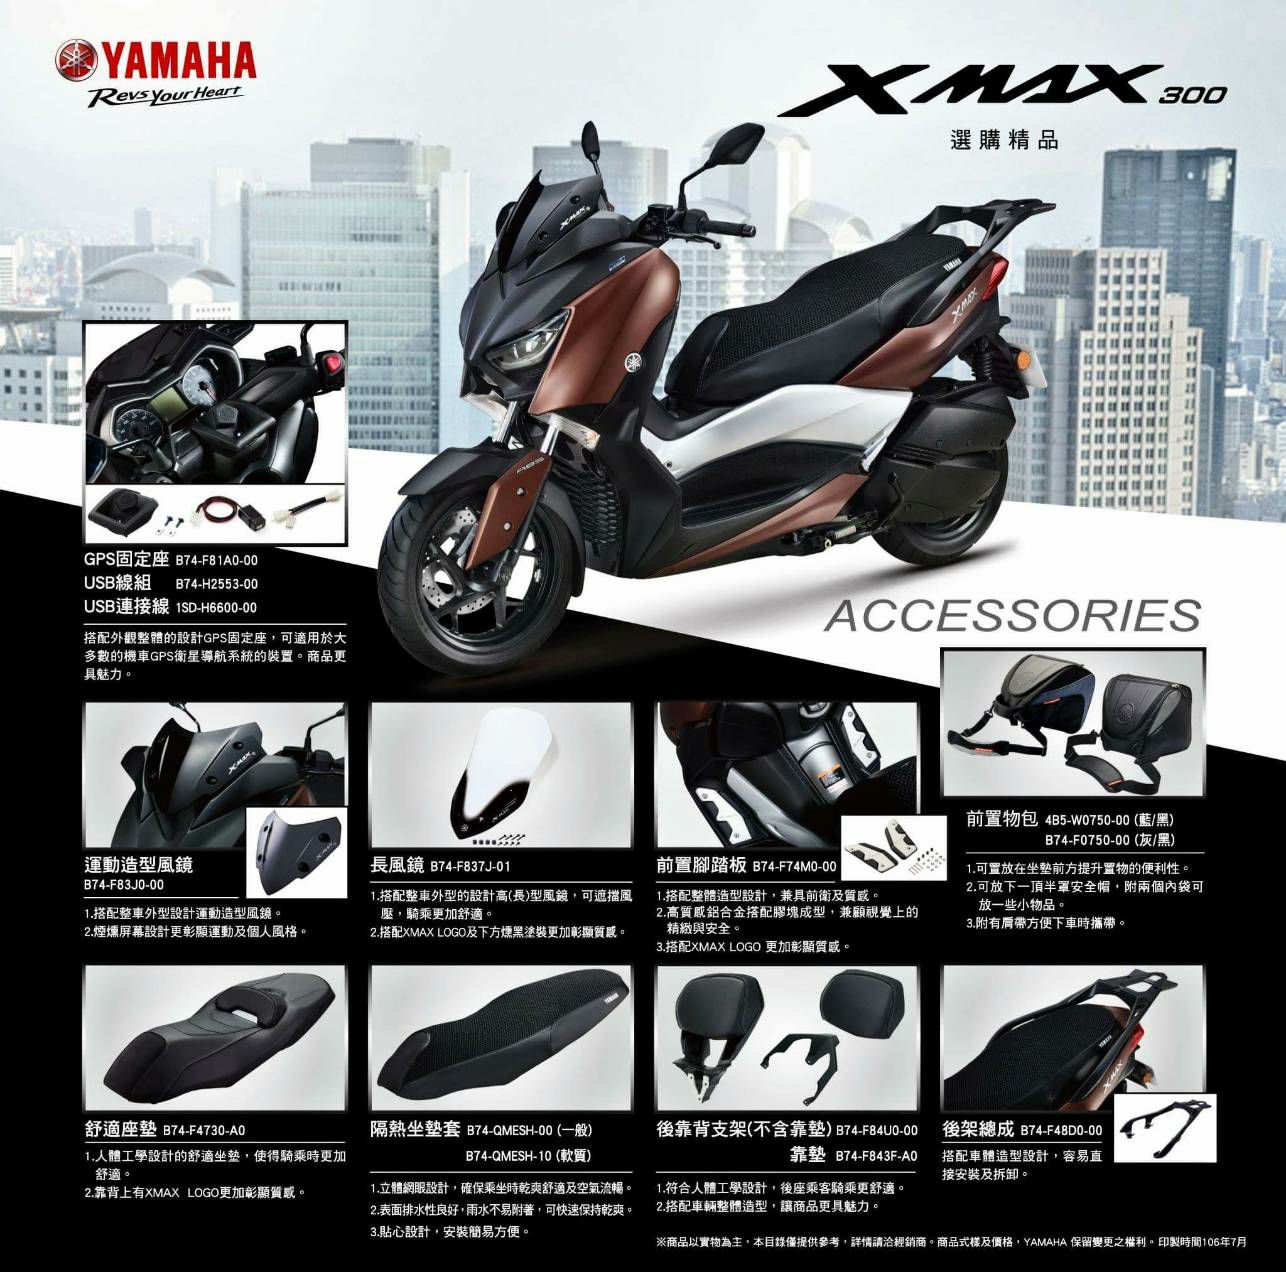 YAMAHA
Revs Your Heart
XMAX 300
選購精品
GPS固定座 B74-F81A0-00
USB線組 B74-H2553-00
USB連接線 1SD-H6600-00
搭配外觀整體的設計GPS固定座，可適用於大
多數的機車GPS衛星導航系統的裝置。商品更
具魅力。
ACCESSORIES
運動造型風鏡
B74-F83J0-00
1.搭配整車外型設計運動造型風鏡。
2.煙燻屏幕設計更彰顯運動及個人風格。
長風鏡 B74-F837J-01
1.搭配整車外型的設計高(長)型風鏡，可遮擋風
壓，騎乘更加舒適。
2.搭配XMAX LOGO及下方燻黑塗裝更加彰顯質感。
前置腳踏板 B74-F74M0-00
1.搭配整體造型設計，兼具前衛及質感。
2.高質感鋁合金搭配膠塊成型，兼顧視覺上的
精緻與安全。
3.搭配XMAX LOGO 更加彰顯質感。
前置物包 4B5-W0750-00 (藍/黑)
B74-F0750-00 (灰/黑)
1.可置放在坐墊前方提升置物的便利性。
2.可放下一頂半罩安全帽，附兩個內袋可
放一些小物品。
3.附有肩帶方便下車時攜帶。
舒適座墊 B74-F4730-A0
1.人體工學設計的舒適坐墊，使得騎乘時更加
舒適。
2.靠背上有XMAX LOGO更加彰顯質感。
隔熱坐墊套 B74-QMESH-00 (一般)
B74-QMESH-10 (軟質)
1.立體網眼設計，確保乘坐時乾爽舒適及空氣流暢。
2.表面排水性良好，雨水不易附著，可快速保持乾爽。
3.貼心設計，安裝簡易方便。
後靠背支架(不含靠墊) B74-F84U0-00
靠墊 B74-F843F-A0
1.符合人體工學設計，後座乘客騎乘更舒適。
2.搭配車輛整體造型，讓商品更具魅力。
後架總成 B74-F48D0-00
搭配車體造型設計，容易直
接安裝及拆卸。
※商品以實物為主，本目錄僅提供參考，詳情請洽經銷商。商品式樣及價格，YAMAHA 保留變更之權利。印製時間106年7月